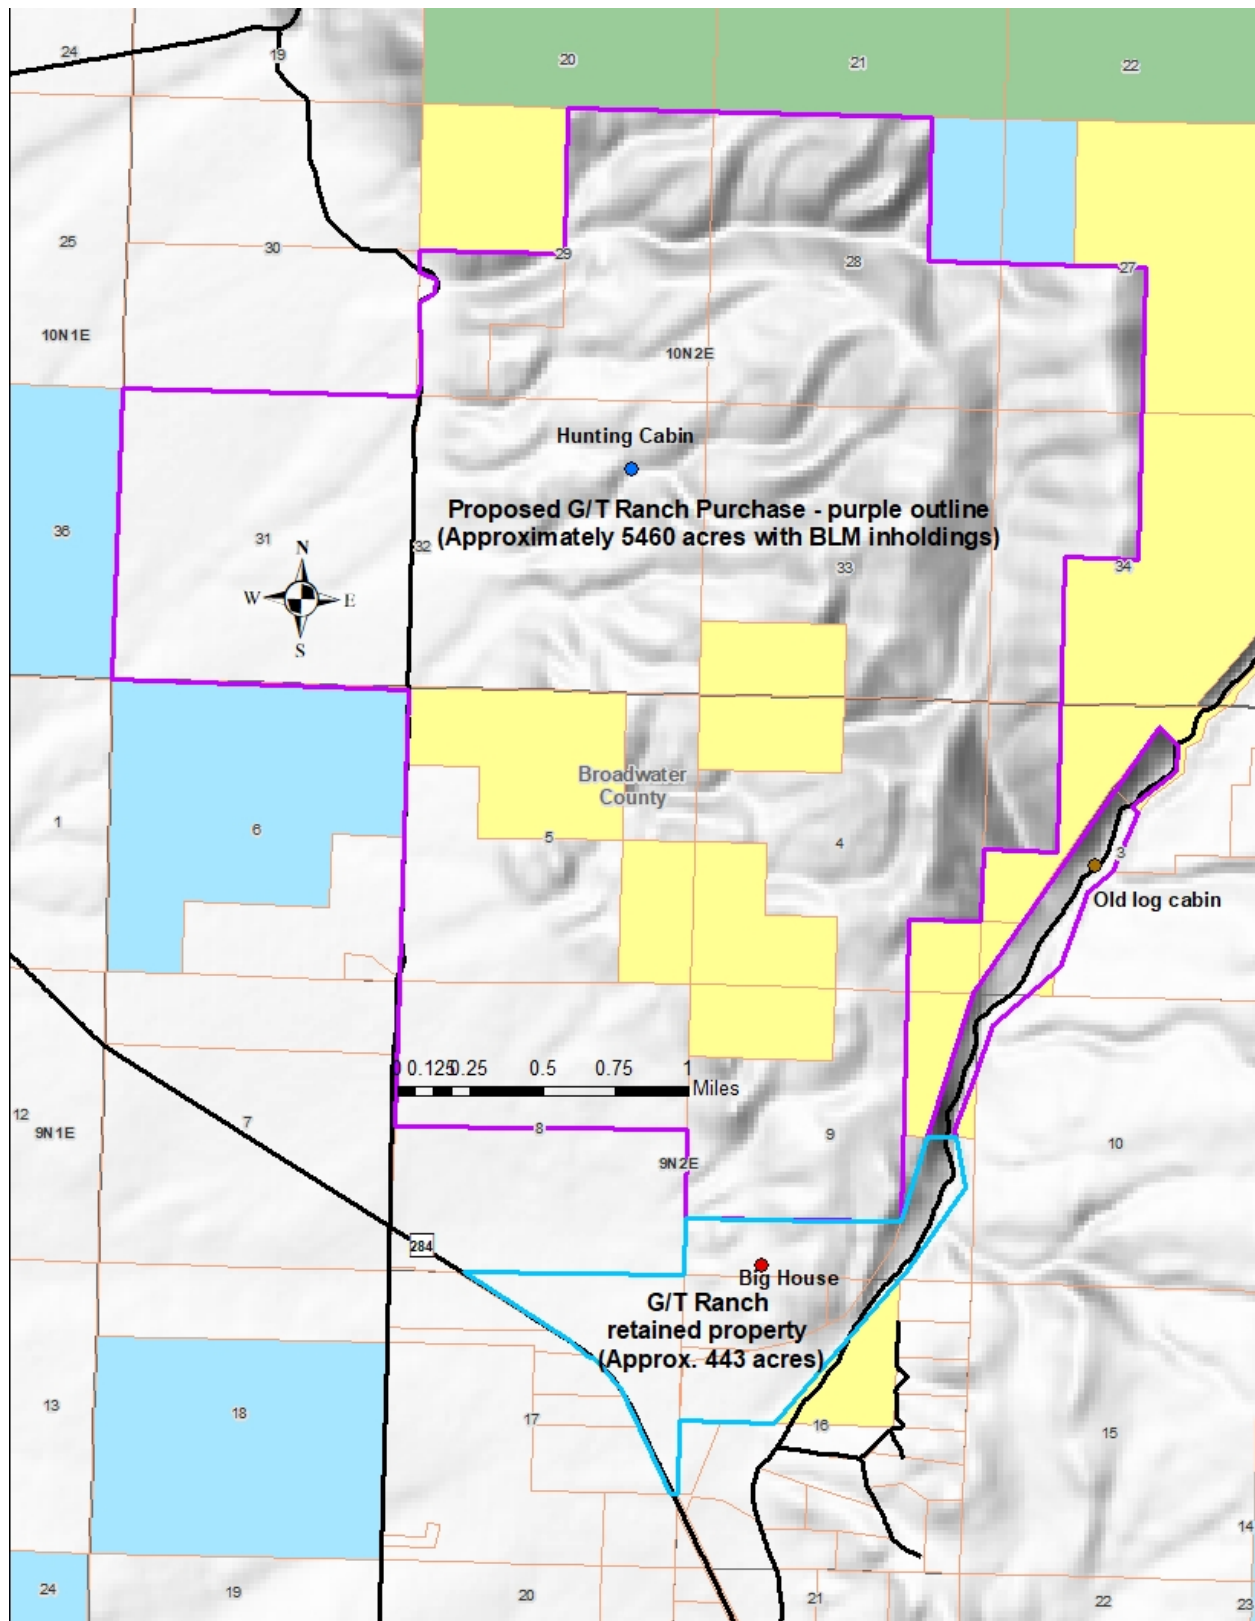 24
19
20
21
22
25
30
29
28
27
10N1E
10N2E
Hunting Cabin
Proposed G/T Ranch Purchase - purple outline
(Approximately 5460 acres with BLM inholdings)
36
31
32
33
34
N
W
E
S
Broadwater
County
1
6
5
4
3
Old log cabin
0 0.125 0.25 0.5 0.75 1
Miles
12
9N1E
7
8
9
10
9N2E
284
Big House
G/T Ranch
retained property
(Approx. 443 acres)
13
18
17
16
15
14
24
19
20
21
22
23